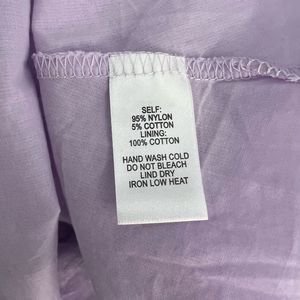 SELF:
95% NYLON
5% COTTON
LINING:
100% COTTON
HAND WASH COLD
DO NOT BLEACH
LIND DRY
IRON LOW HEAT